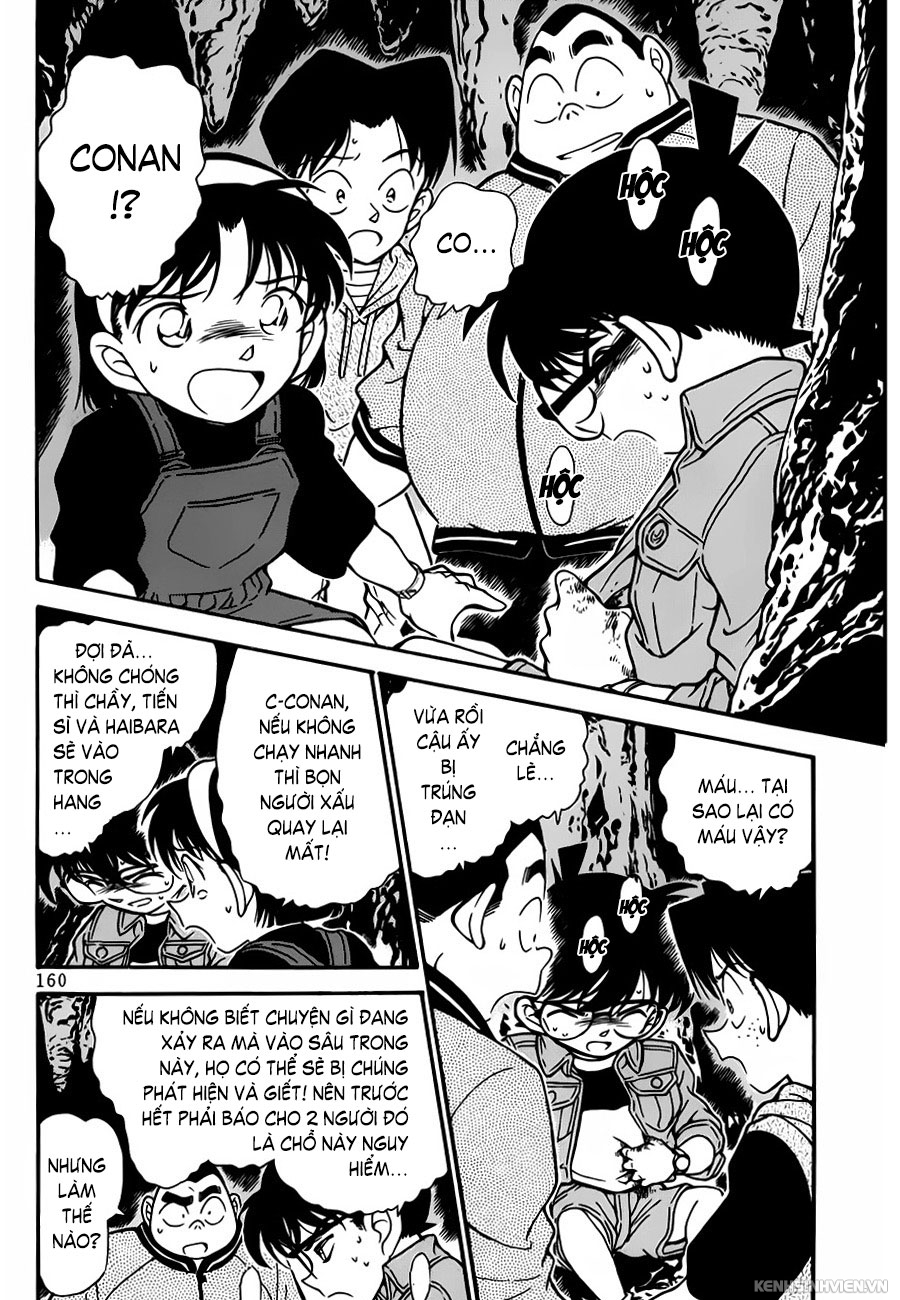 CONAN
!?
CO...
HỘC
HỘC
HỘC
MÁU... TẠI
SAO LẠI CÓ
MÁU VẬY?
CHẲNG
LẼ...
VỪA RỒI
CẬU ẤY
BỊ
TRÚNG
ĐẠN
...
HỘC
HỘC
C-CONAN,
NẾU KHÔNG
CHẠY NHANH
THÌ BỌN
NGƯỜI XẤU
QUAY LẠI
MẤT!
ĐỢI ĐÃ...
KHÔNG CHÓNG
THÌ CHẦY, TIẾN
SĨ VÀ HAIBARA
SẼ VÀO
TRONG
HANG
...
160
NẾU KHÔNG BIẾT CHUYỆN GÌ ĐANG
XẢY RA MÀ VÀO SÂU TRONG
NÀY, HỌ CÓ THỂ SẼ BỊ CHÚNG
PHÁT HIỆN VÀ GIẾT! NÊN TRƯỚC
HẾT PHẢI BÁO CHO 2 NGƯỜI ĐÓ
LÀ CHỔ NÀY NGUY
HIỂM...
NHƯNG
LÀM
THẾ
NÀO?
KENHSINHVIEN.VN